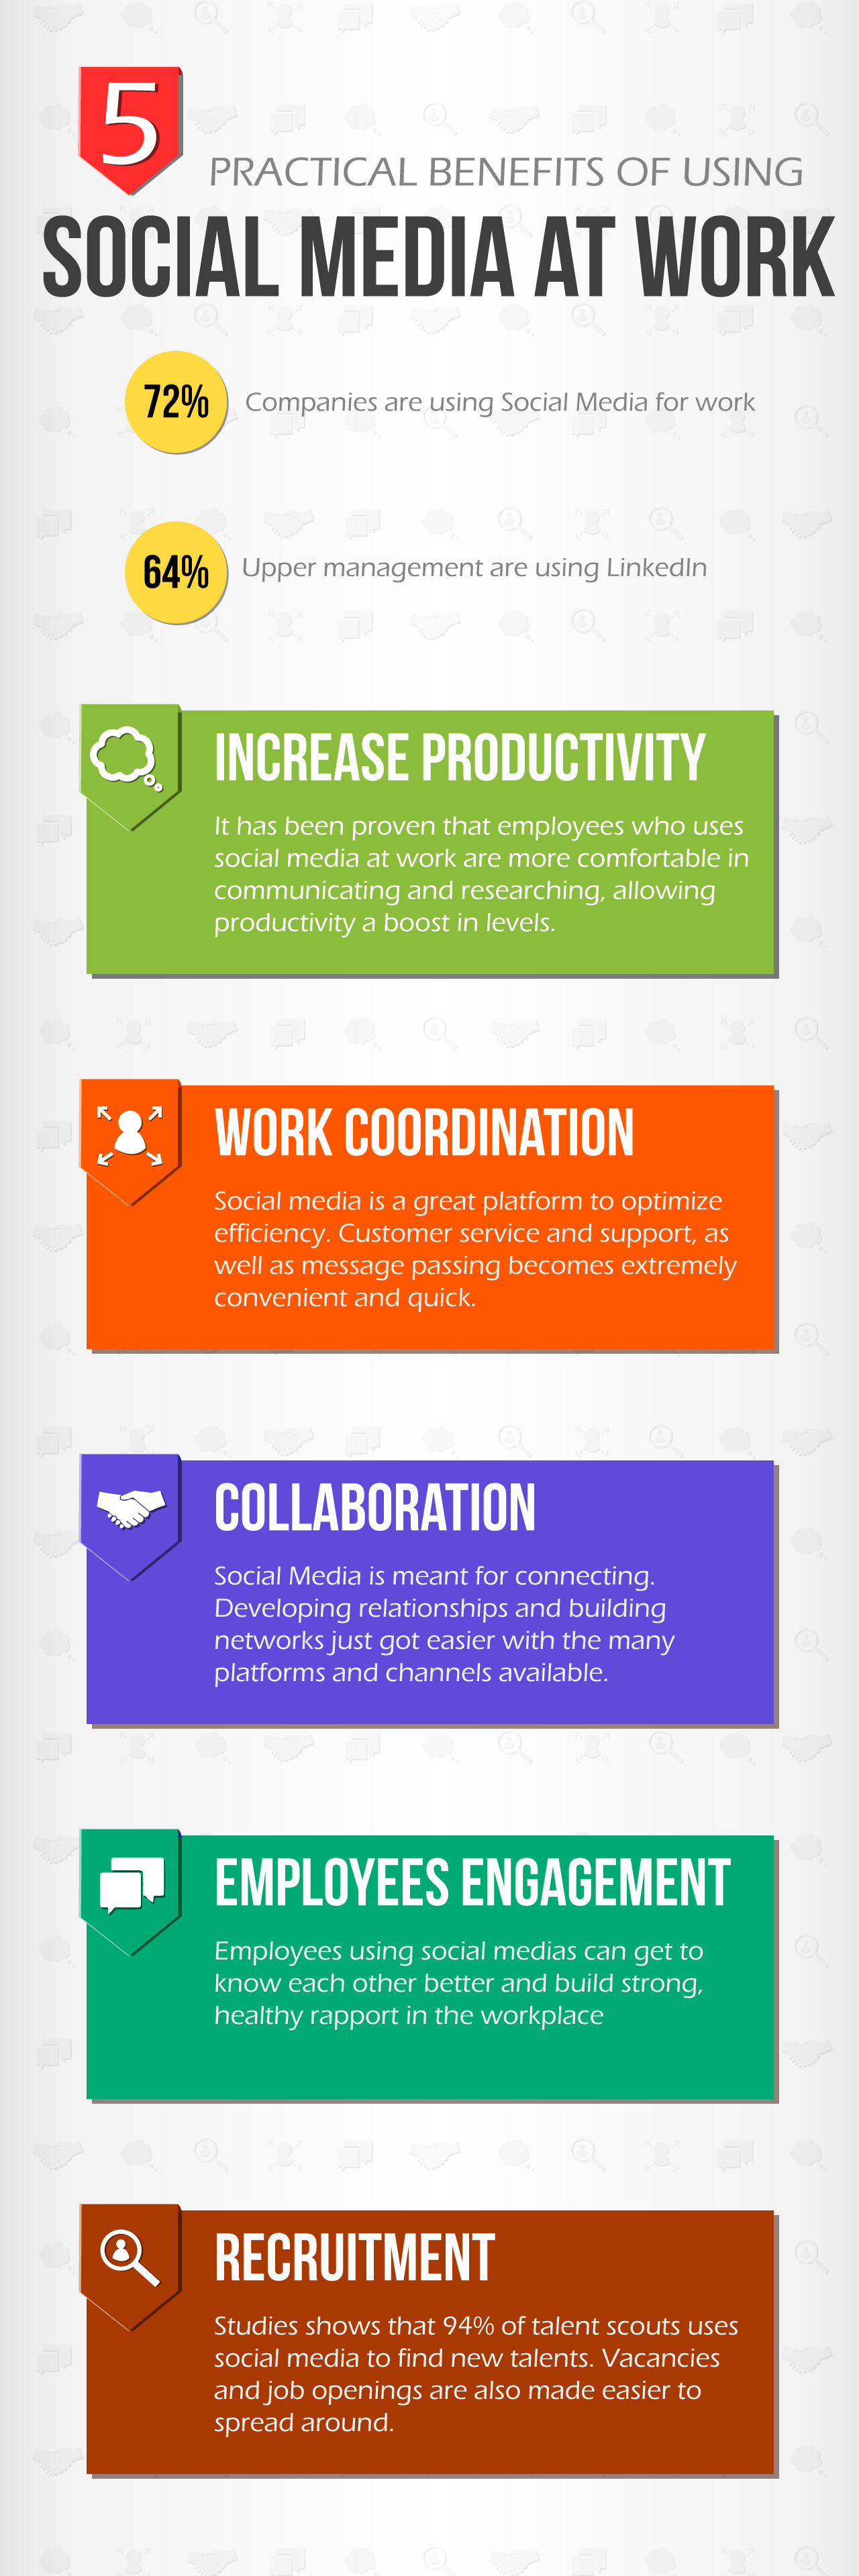 5
PRACTICAL BENEFITS OF USING
SOCIAL MEDIA AT WORK
72%
Companies are using Social Media for work
64%
Upper management are using LinkedIn
INCREASE PRODUCTIVITY
It has been proven that employees who uses
social media at work are more comfortable in
communicating and researching, allowing
productivity a boost in levels.
WORK COORDINATION
Social media is a great platform to optimize
efficiency. Customer service and support, as
well as message passing becomes extremely
convenient and quick.
COLLABORATION
Social Media is meant for connecting.
Developing relationships and building
networks just got easier with the many
platforms and channels available.
EMPLOYEES ENGAGEMENT
Employees using social medias can get to
know each other better and build strong,
healthy rapport in the workplace
RECRUITMENT
Studies shows that 94% of talent scouts uses
social media to find new talents. Vacancies
and job openings are also made easier to
spread around.